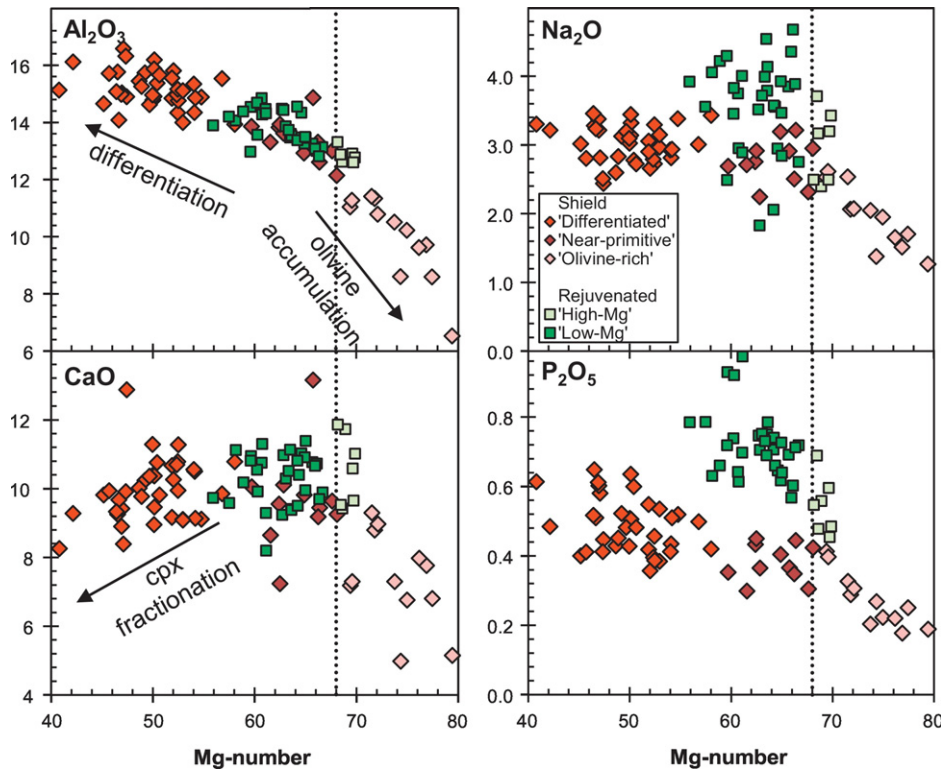 Al₂O₃
16
14
12
10
8
6
differentiation
olivine
accumulation
Na₂O
4.0
3.0
2.0
1.0
0.0
Shield
'Differentiated'
'Near-primitive'
'Olivine-rich'
Rejuvenated
'High-Mg'
'Low-Mg'
CaO
12
10
8
6
4
cpx
fractionation
40 50 60 70 80
Mg-number
P₂O₅
0.8
0.6
0.4
0.2
0.0
40 50 60 70 80
Mg-number